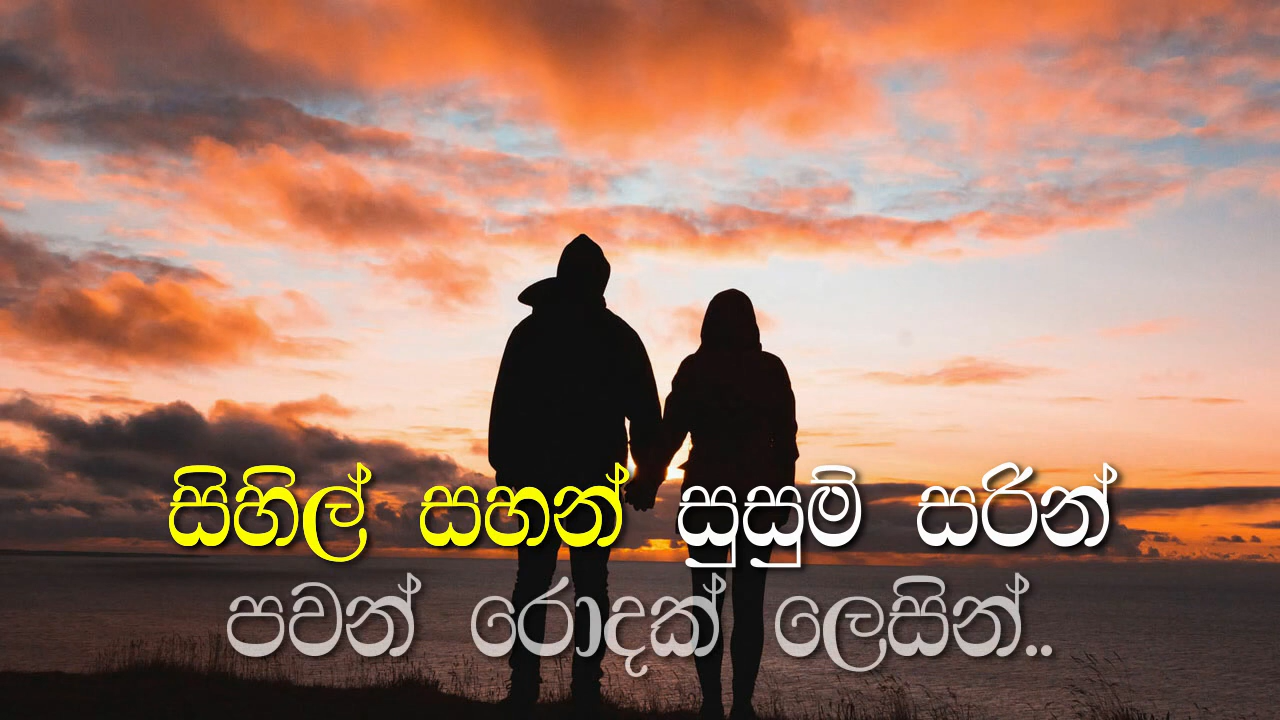 සිහිල් සහන් සුසුම් සරින්
පවන් රොදක් ලෙසින්..